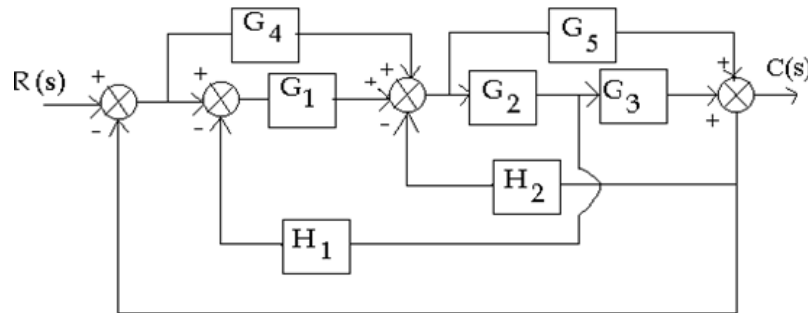 G4
G5
R(s)
+
+
G1
+
+
G2
G3
+
C(s)
-
-
-
+
H2
H1
-